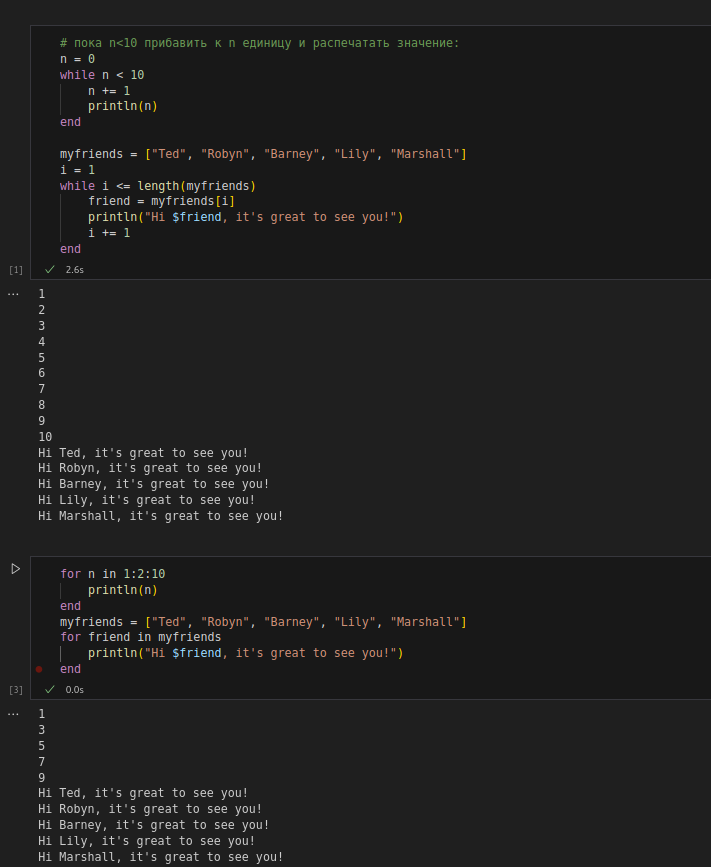 # пока n<10 прибавить к n единицу и распечатать значение:
n = 0
while n < 10
    n += 1
    println(n)
end
myfriends = ["Ted", "Robyn", "Barney", "Lily", "Marshall"]
i = 1
while i <= length(myfriends)
    friend = myfriends[i]
    println("Hi $friend, it's great to see you!")
    i += 1
end
[1] 2.6s
... 1
2
3
4
5
6
7
8
9
10
Hi Ted, it's great to see you!
Hi Robyn, it's great to see you!
Hi Barney, it's great to see you!
Hi Lily, it's great to see you!
Hi Marshall, it's great to see you!
for n in 1:2:10
    println(n)
end
myfriends = ["Ted", "Robyn", "Barney", "Lily", "Marshall"]
for friend in myfriends
    println("Hi $friend, it's great to see you!")
end
[3] 0.0s
... 1
3
5
7
9
Hi Ted, it's great to see you!
Hi Robyn, it's great to see you!
Hi Barney, it's great to see you!
Hi Lily, it's great to see you!
Hi Marshall, it's great to see you!